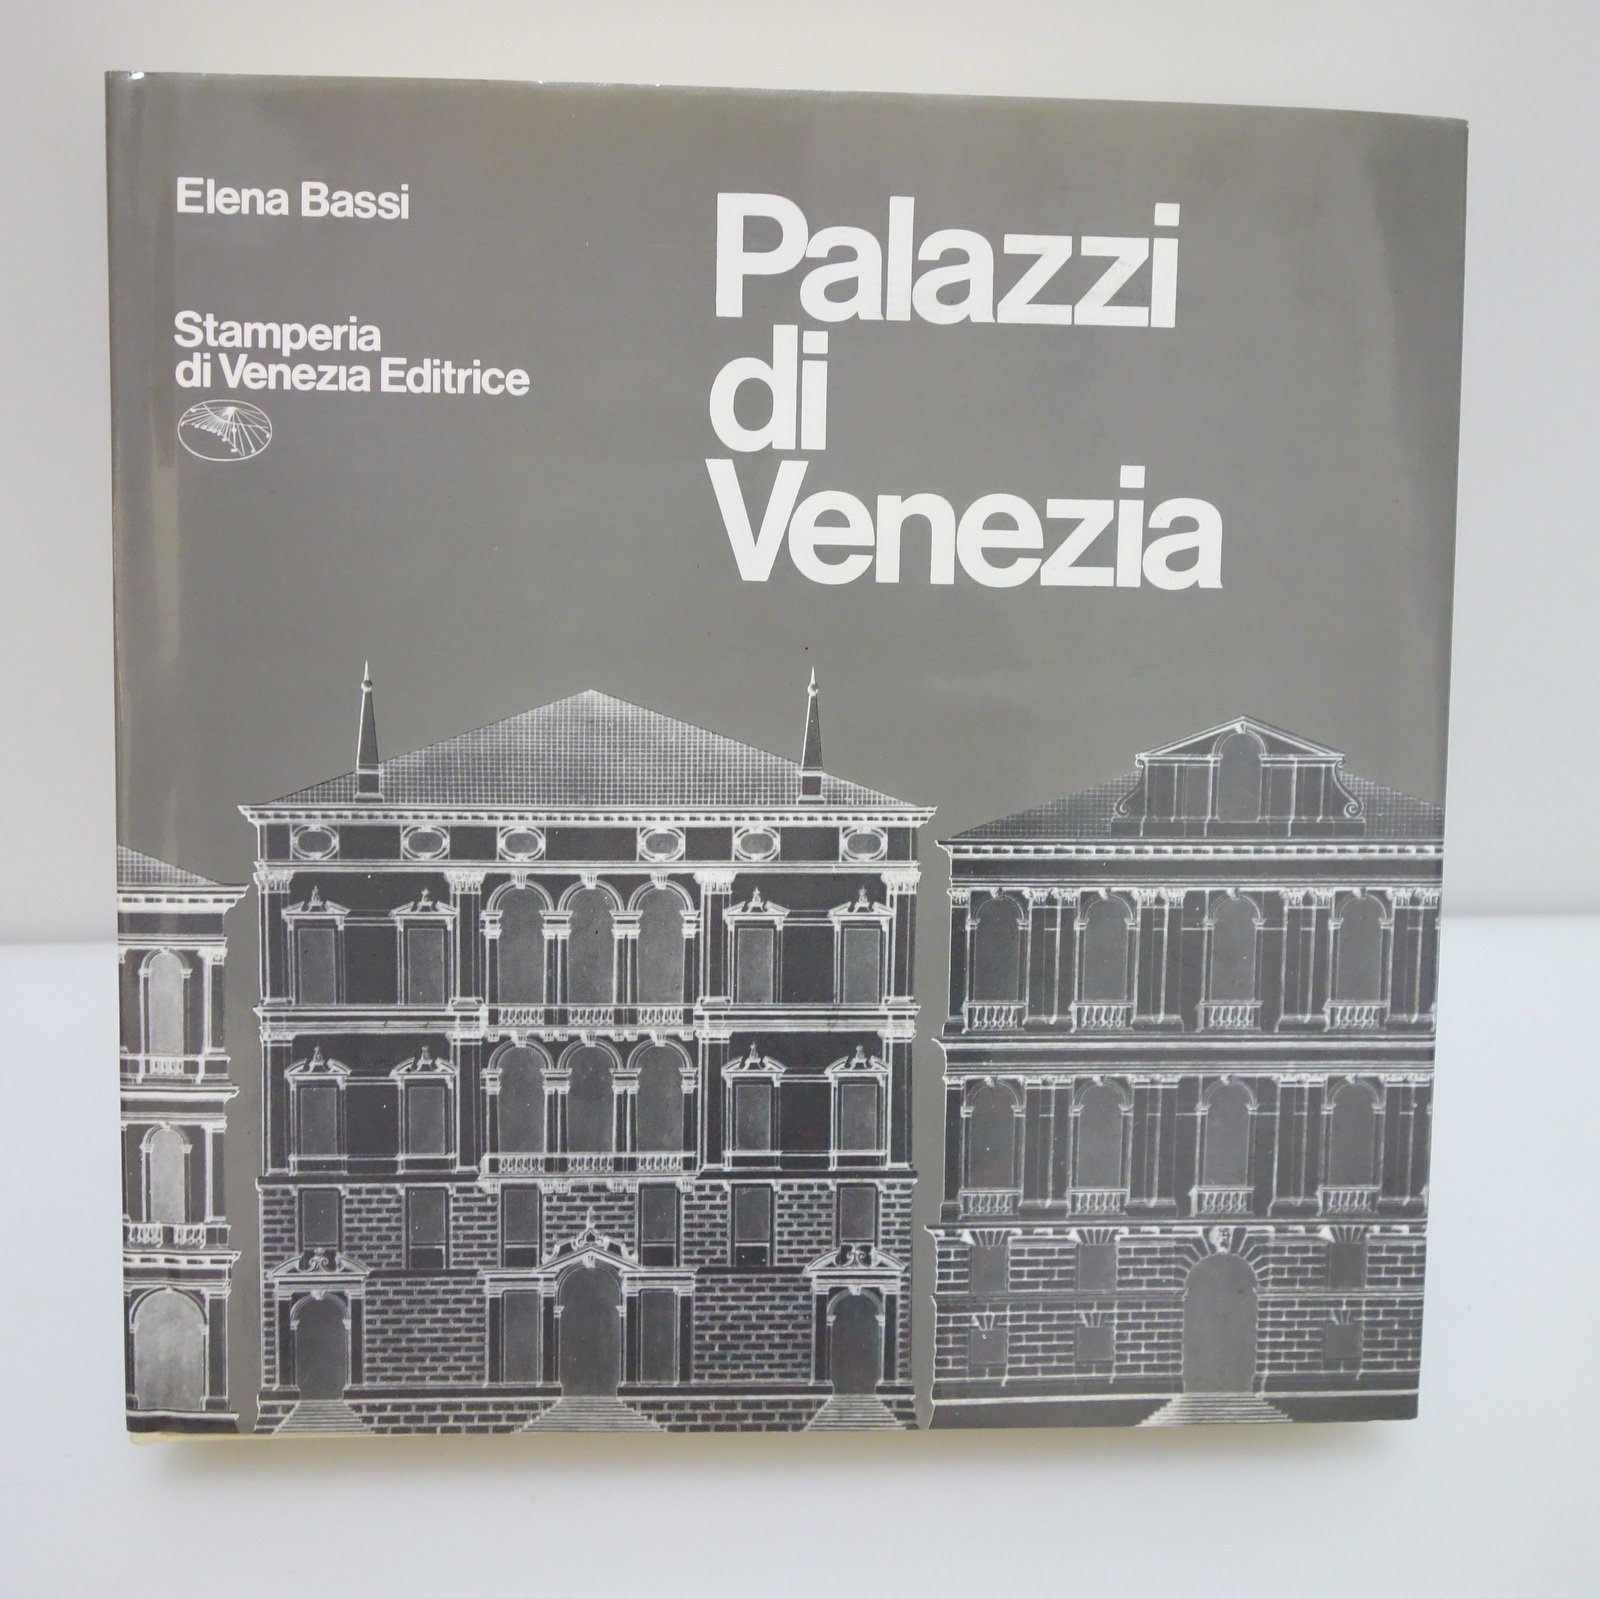 Elena Bassi
Stamperia
di Venezia Editrice
Palazzi
di
Venezia